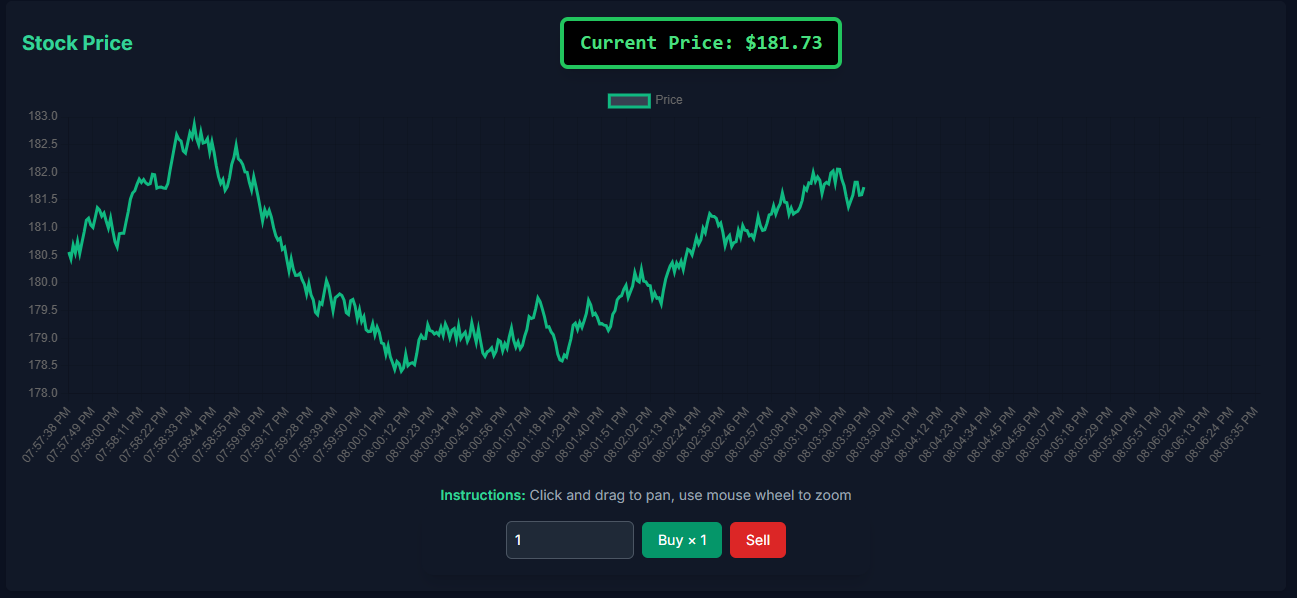 Stock Price
Current Price: $181.73
Price
183.0
182.5
182.0
181.5
181.0
180.5
180.0
179.5
179.0
178.5
178.0
07:57:38 PM
07:57:49 PM
07:58:00 PM
07:58:11 PM
07:58:22 PM
07:58:33 PM
07:58:44 PM
07:58:55 PM
07:59:06 PM
07:59:17 PM
07:59:28 PM
07:59:39 PM
07:59:50 PM
08:00:01 PM
08:00:12 PM
08:00:23 PM
08:00:34 PM
08:00:45 PM
08:00:56 PM
08:01:07 PM
08:01:18 PM
08:01:29 PM
08:01:40 PM
08:01:51 PM
08:02:02 PM
08:02:13 PM
08:02:24 PM
08:02:35 PM
08:02:46 PM
08:02:57 PM
08:03:08 PM
08:03:19 PM
08:03:30 PM
08:03:39 PM
08:03:50 PM
08:04:01 PM
08:04:12 PM
08:04:23 PM
08:04:34 PM
08:04:45 PM
08:04:56 PM
08:05:07 PM
08:05:18 PM
08:05:29 PM
08:05:40 PM
08:05:51 PM
08:06:02 PM
08:06:13 PM
08:06:24 PM
08:06:35 PM
Instructions: Click and drag to pan, use mouse wheel to zoom
1
Buy × 1
Sell